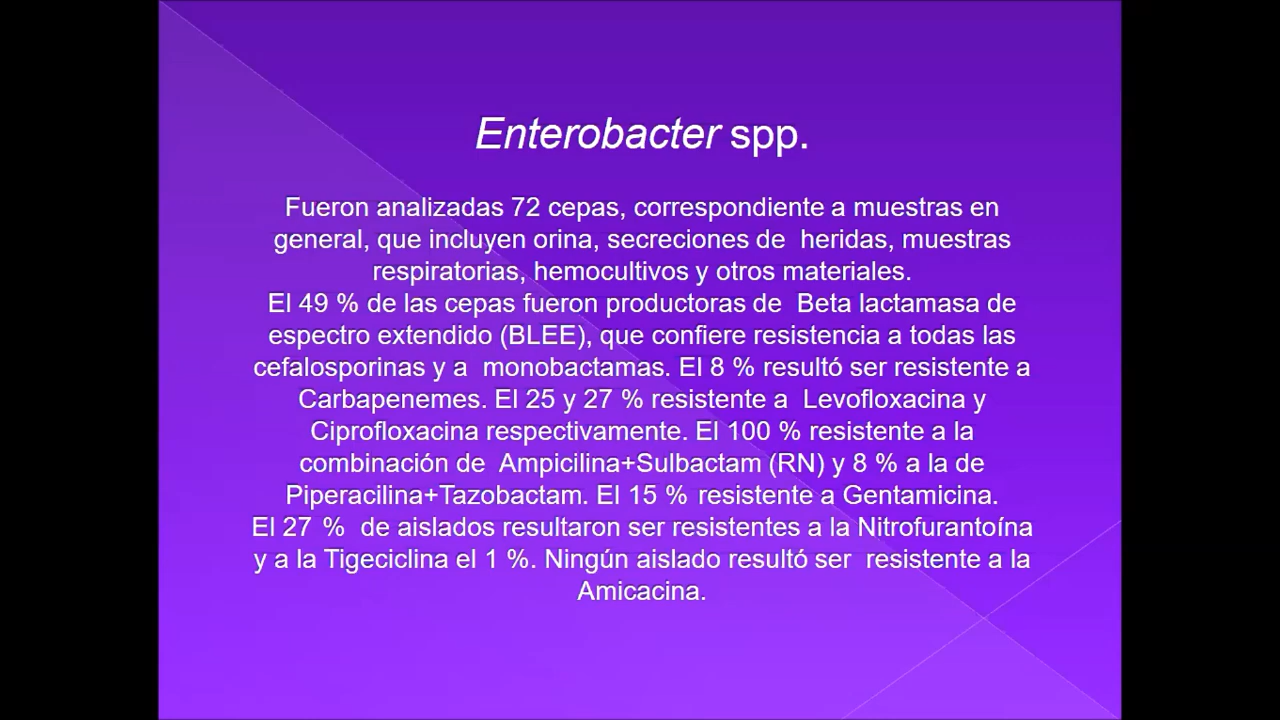 Enterobacter spp.
Fueron analizadas 72 cepas, correspondiente a muestras en
general, que incluyen orina, secreciones de  heridas, muestras
respiratorias, hemocultivos y otros materiales.
El 49 % de las cepas fueron productoras de  Beta lactamasa de
espectro extendido (BLEE), que confiere resistencia a todas las
cefalosporinas y a  monobactamas. El 8 % resultó ser resistente a
Carbapenemes. El 25 y 27 % resistente a  Levofloxacina y
Ciprofloxacina respectivamente. El 100 % resistente a la
combinación de  Ampicilina+Sulbactam (RN) y 8 % a la de
Piperacilina+Tazobactam. El 15 % resistente a Gentamicina.
El 27 %  de aislados resultaron ser resistentes a la Nitrofurantoína
y a la Tigeciclina el 1 %. Ningún aislado resultó ser  resistente a la
Amicacina.